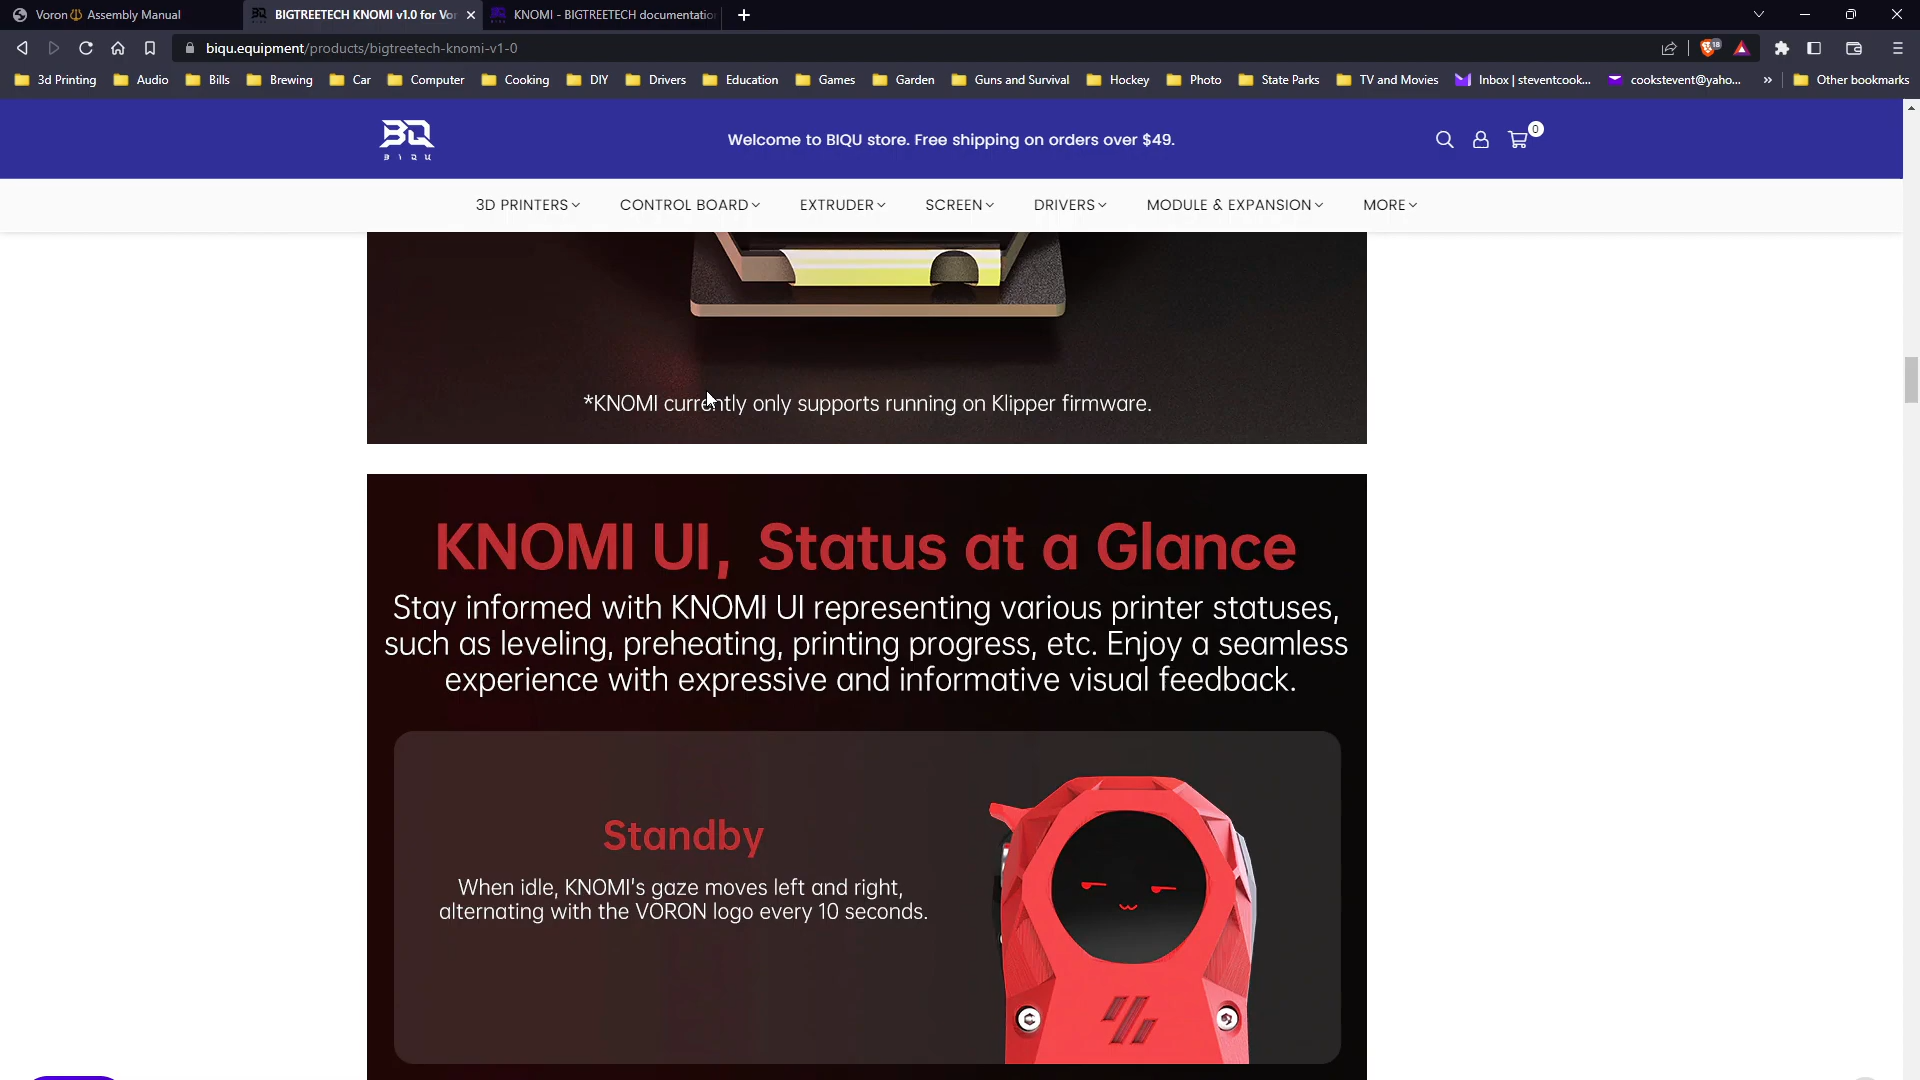 Voron Assembly Manual
BIGTREETECH KNOMI v1.0 for Vor
KNOMI - BIGTREETECH documentatio
biqu.equipment/products/bigtreetech-knomi-v1-0
18
3d Printing
Audio
Bills
Brewing
Car
Computer
Cooking
DIY
Drivers
Education
Games
Garden
Guns and Survival
Hockey
Photo
State Parks
TV and Movies
Inbox | steventcook...
cookstevent@yaho...
»
Other bookmarks
BQ
BIQU
Welcome to BIQU store. Free shipping on orders over $49.
0
3D PRINTERS
CONTROL BOARD
EXTRUDER
SCREEN
DRIVERS
MODULE & EXPANSION
MORE
*KNOMI currently only supports running on Klipper firmware.
KNOMI UI, Status at a Glance
Stay informed with KNOMI UI representing various printer statuses,
such as leveling, preheating, printing progress, etc. Enjoy a seamless
experience with expressive and informative visual feedback.
Standby
When idle, KNOMI's gaze moves left and right,
alternating with the VORON logo every 10 seconds.